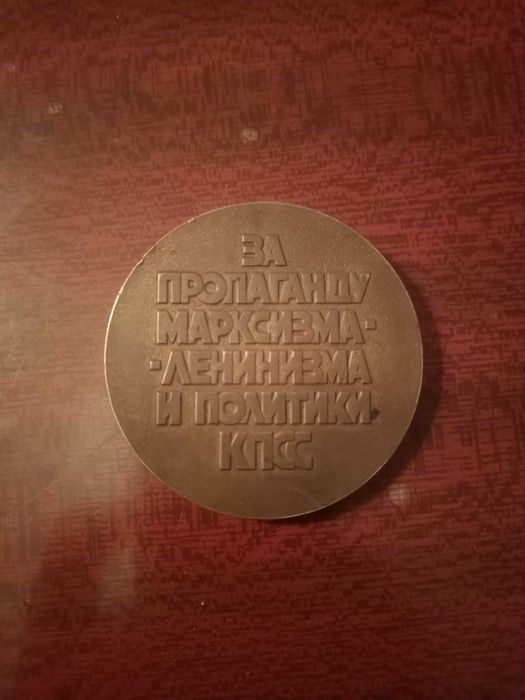 ЗА
ПРОПАГАНДУ
МАРКСИЗМА-
-ЛЕНИНИЗМА
И ПОЛИТИКИ
КПСС